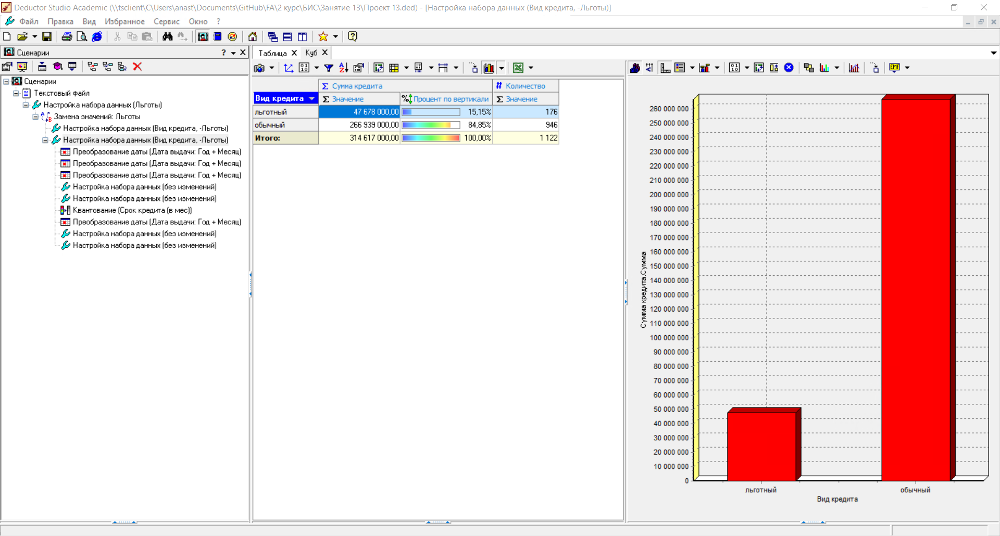 Deductor Studio Academic (\\tsclient\C\Users\anast\Documents\GitHub\FA\2 курс\БИС\Занятие 13\Проект 13.ded) - [Настройка набора данных (Вид кредита, -Льготы)]
Файл Правка Вид Избранное Сервис Окно ?
Сценарии
Сценарии
Текстовый файл
Настройка набора данных (Льготы)
Замена значений: Льготы
Настройка набора данных (Вид кредита, -Льготы)
Настройка набора данных (Вид кредита, -Льготы)
Преобразование даты (Дата выдачи: Год + Месяц)
Преобразование даты (Дата выдачи: Год + Месяц)
Преобразование даты (Дата выдачи: Год + Месяц)
Настройка набора данных (без изменений)
Настройка набора данных (без изменений)
Квантование (Срок кредита (в мес))
Преобразование даты (Дата выдачи: Год + Месяц)
Настройка набора данных (без изменений)
Настройка набора данных (без изменений)
Таблица Куб
Σ Сумма кредита # Количество
Вид кредита Σ Значение % Процент по вертикали Σ Значение
льготный 47 678 000,00 15,15% 176
обычный 266 939 000,00 84,85% 946
Итого: 314 617 000,00 100,00% 1 122
EMF
Сумма кредита.Сумма
260 000 000
250 000 000
240 000 000
230 000 000
220 000 000
210 000 000
200 000 000
190 000 000
180 000 000
170 000 000
160 000 000
150 000 000
140 000 000
130 000 000
120 000 000
110 000 000
100 000 000
90 000 000
80 000 000
70 000 000
60 000 000
50 000 000
40 000 000
30 000 000
20 000 000
10 000 000
0
льготный обычный
Вид кредита